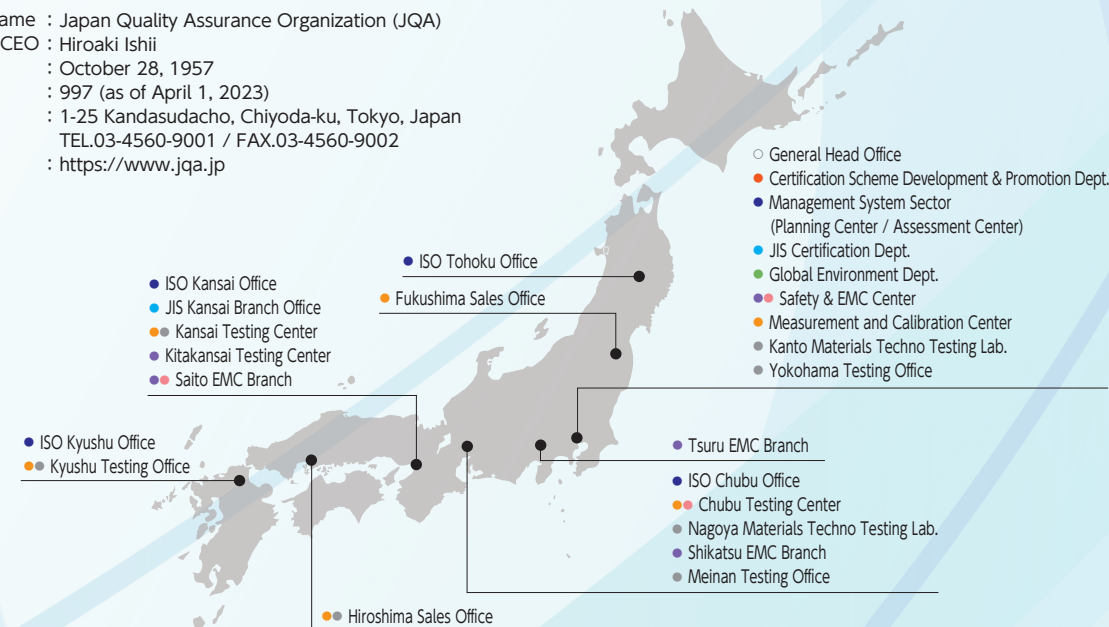 ame : Japan Quality Assurance Organization (JQA)
CEO : Hiroaki Ishii
: October 28, 1957
: 997 (as of April 1, 2023)
: 1-25 Kandasudacho, Chiyoda-ku, Tokyo, Japan
TEL.03-4560-9001 / FAX.03-4560-9002
: https://www.jqa.jp
General Head Office
Certification Scheme Development & Promotion Dept.
Management System Sector
(Planning Center / Assessment Center)
JIS Certification Dept.
Global Environment Dept.
Safety & EMC Center
Measurement and Calibration Center
Kanto Materials Techno Testing Lab.
Yokohama Testing Office
ISO Tohoku Office
Fukushima Sales Office
ISO Kansai Office
JIS Kansai Branch Office
Kansai Testing Center
Kitakansai Testing Center
Saito EMC Branch
ISO Kyushu Office
Kyushu Testing Office
Tsuru EMC Branch
ISO Chubu Office
Chubu Testing Center
Nagoya Materials Techno Testing Lab.
Shikatsu EMC Branch
Meinan Testing Office
Hiroshima Sales Office